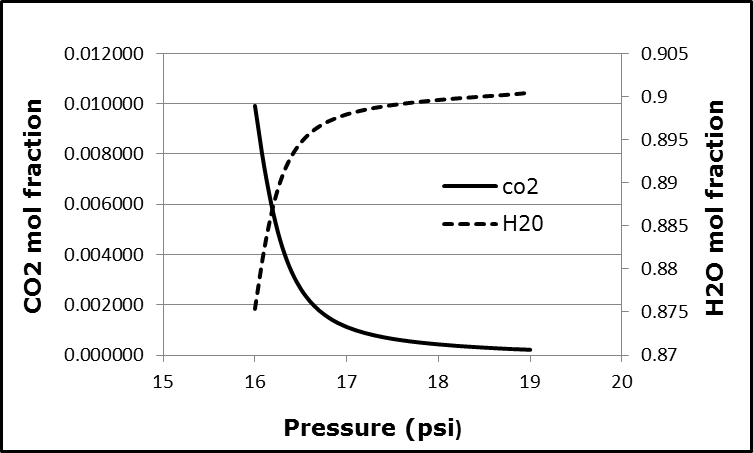 0.012000
0.010000
0.008000
0.006000
0.004000
0.002000
0.000000
CO2 mol fraction
0.905
0.9
0.895
0.89
0.885
0.88
0.875
0.87
H2O mol fraction
co2
H20
15 16 17 18 19 20
Pressure (psi)